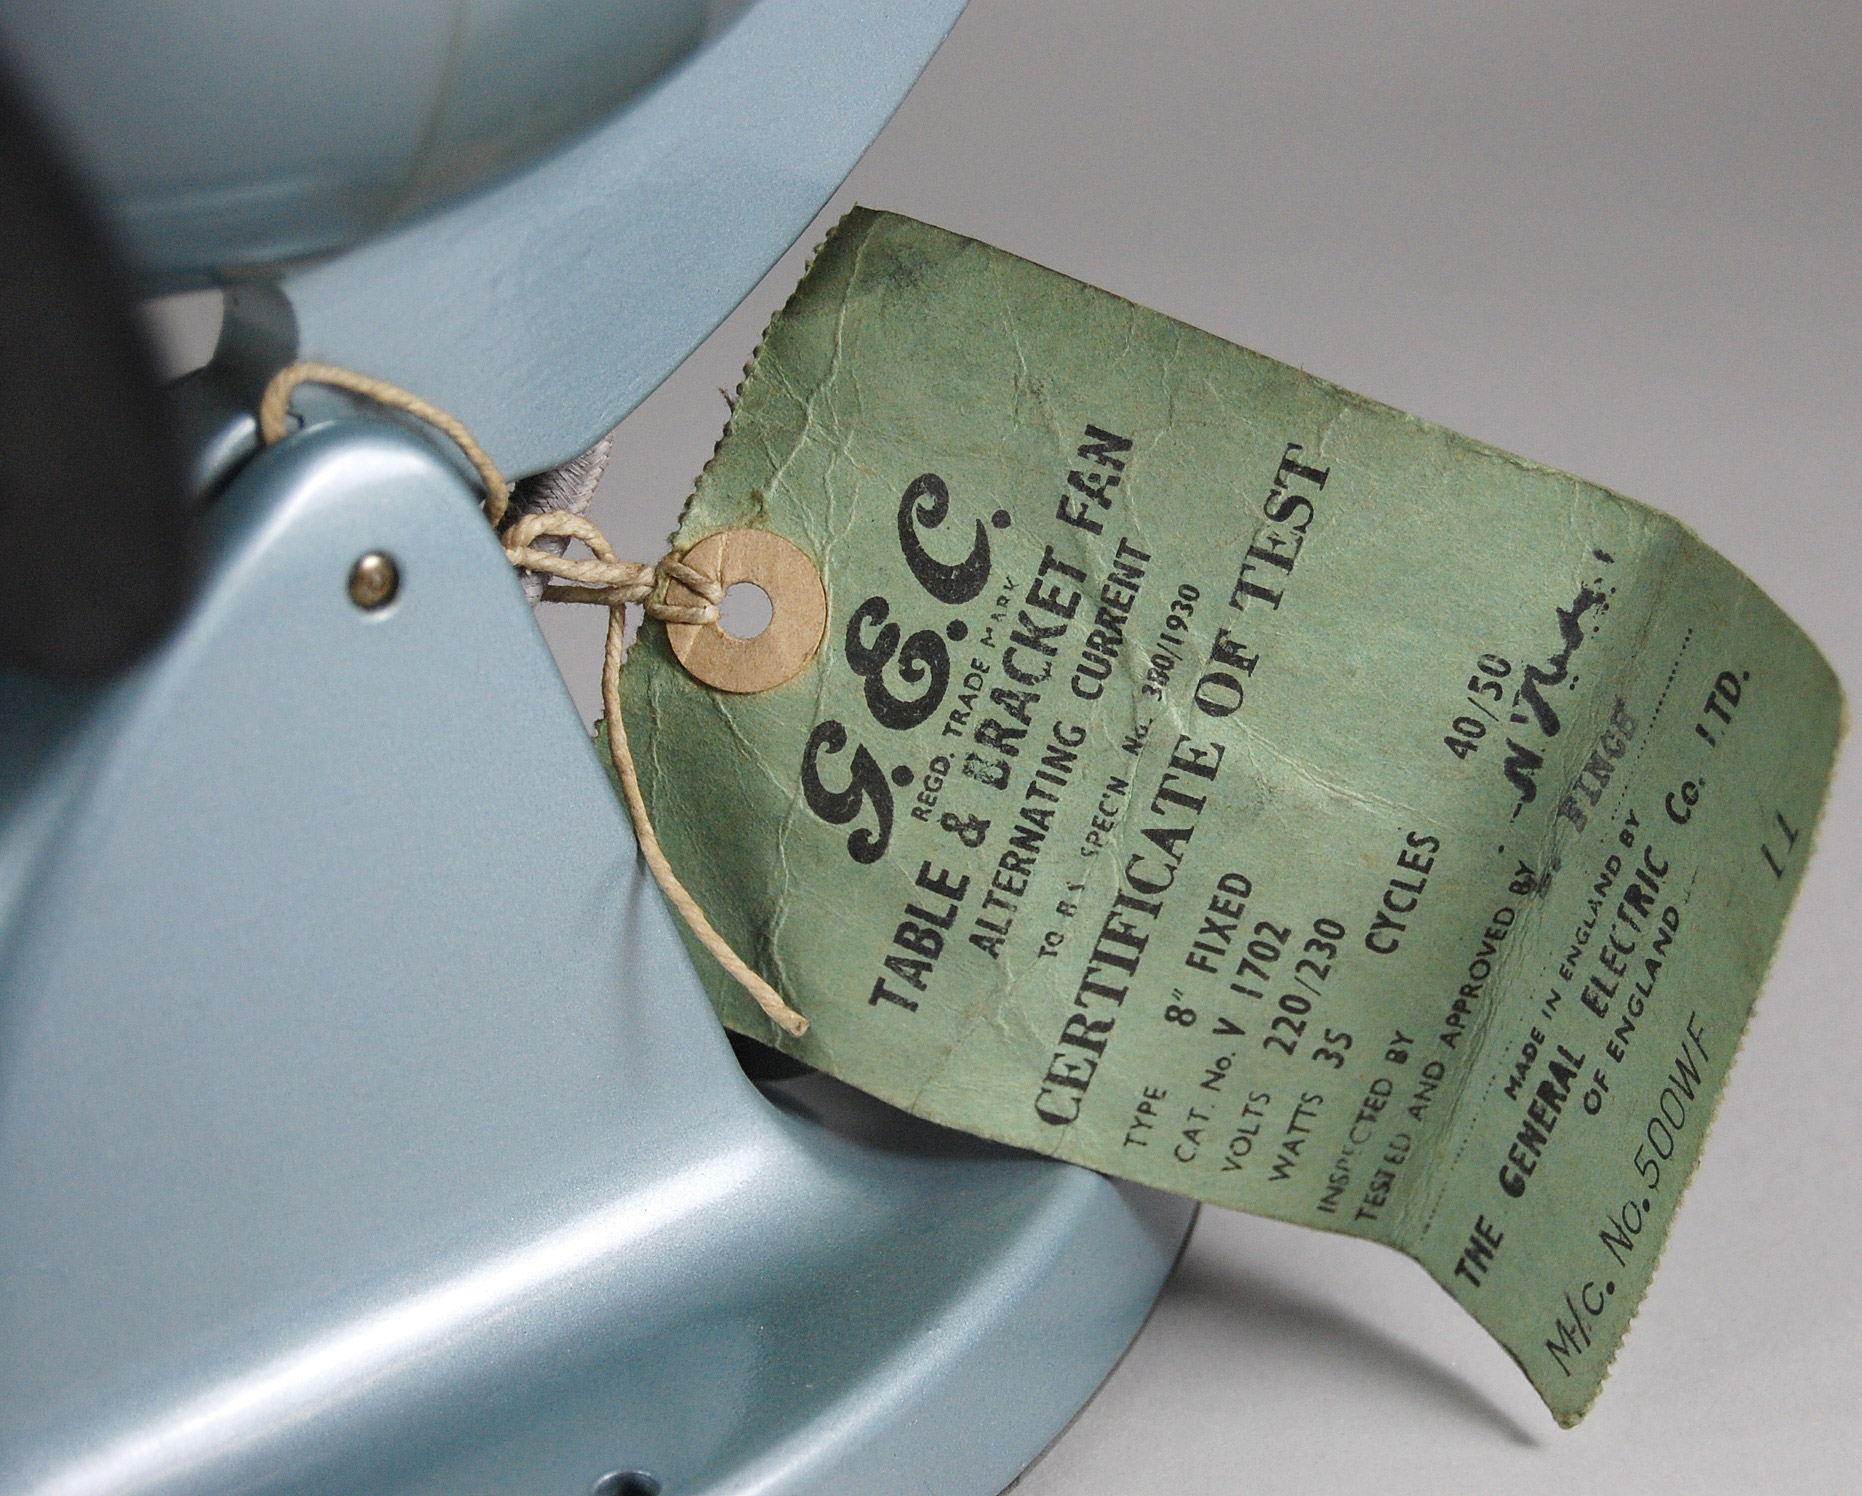 G.E.C.
REGD. TRADE MARK
TABLE & BRACKET FAN
ALTERNATING CURRENT
TO B S SPEC'N No. 380/1930
CERTIFICATE OF TEST
TYPE 8" FIXED
CAT. No. V 1702
VOLTS 220/230
WATTS 35 CYCLES 40/50
INSPECTED BY
TESTED AND APPROVED BY
MADE IN ENGLAND BY
THE GENERAL ELECTRIC Co. LTD.
OF ENGLAND
M/C. No. 500WF 11